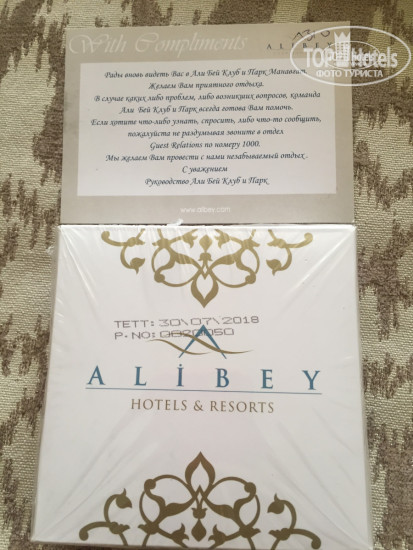 With Compliments
ALIBEY
TOPHotels
ФОТО ТУРИСТА
Рады вновь видеть Вас в Али Бей Клуб и Парк Манавгат.
Желаем Вам приятного отдыха.
В случае каких либо проблем, либо возникших вопросов, команда
Али Бей Клуб и Парк всегда готова Вам помочь.
Если хотите что-либо узнать, спросить, либо что-то сообщить,
пожалуйста не раздумывая звоните в отдел
Guest Relations по номеру 1000.
Мы желаем Вам провести с нами незабываемый отдых.
С уважением
Руководство Али Бей Клуб и Парк
www.alibey.com
TETT: 30\07\2018
P.NO:
ALİBEY
HOTELS & RESORTS